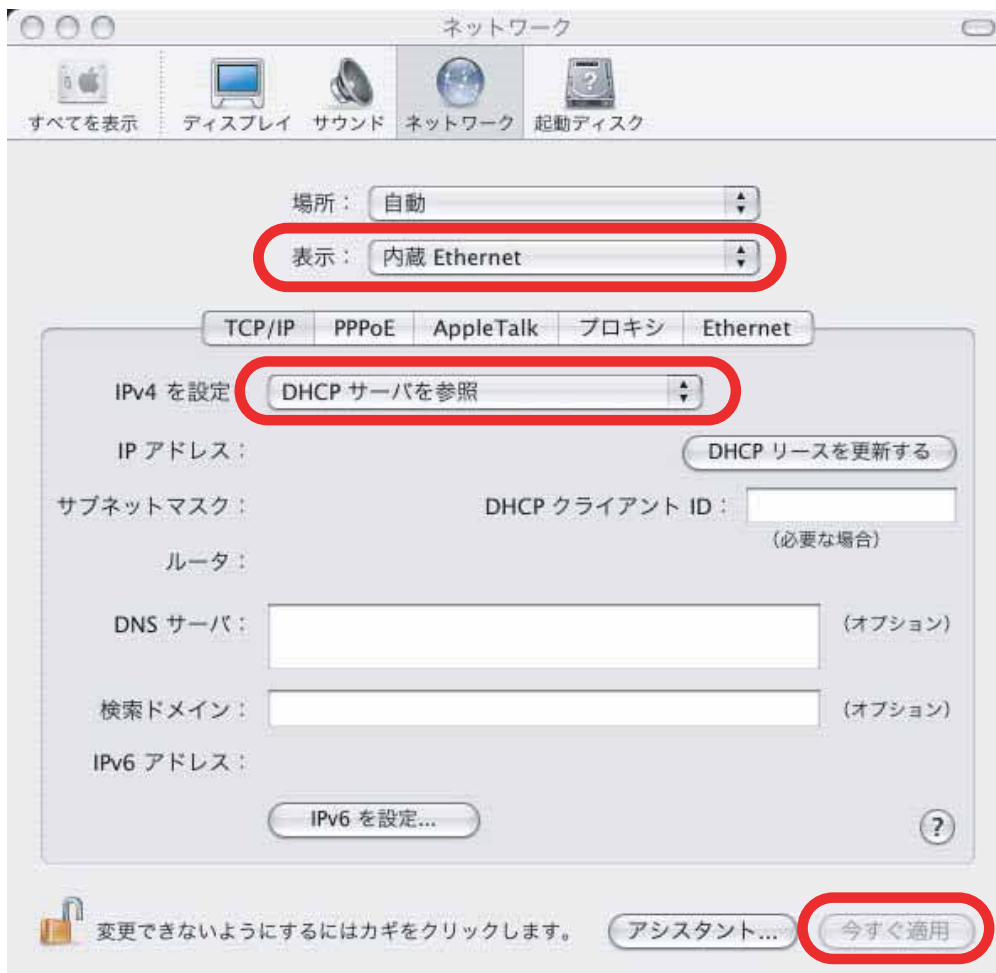 ネットワーク
すべてを表示 ディスプレイ サウンド ネットワーク 起動ディスク
場所： 自動
表示： 内蔵 Ethernet
TCP/IP PPPoE AppleTalk プロキシ Ethernet
IPv4 を設定 DHCP サーバを参照
IP アドレス： DHCP リースを更新する
サブネットマスク： DHCP クライアント ID：
（必要な場合）
ルータ：
DNS サーバ： （オプション）
検索ドメイン： （オプション）
IPv6 アドレス：
IPv6 を設定... ?
変更できないようにするにはカギをクリックします。 アシスタント... 今すぐ適用